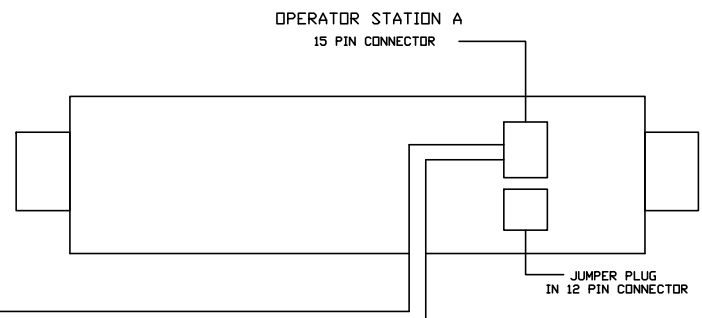 OPERATOR STATION A
15 PIN CONNECTOR
JUMPER PLUG
IN 12 PIN CONNECTOR